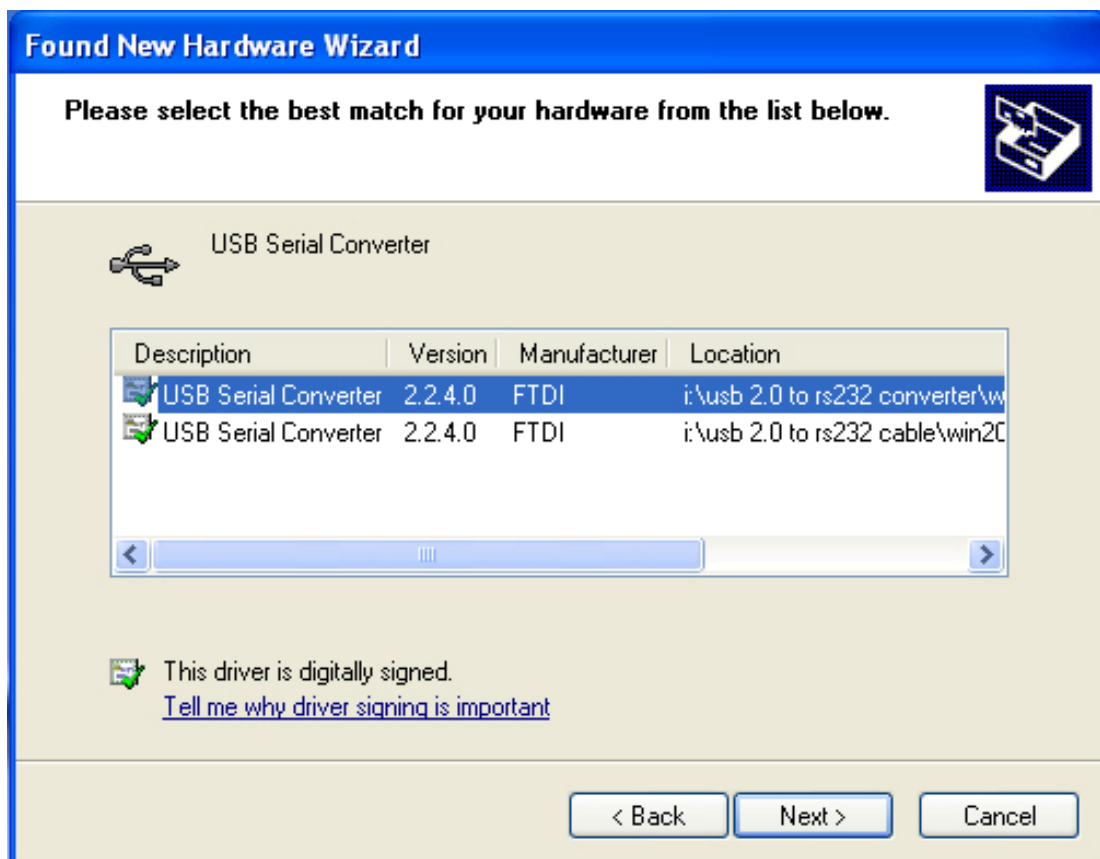 Found New Hardware Wizard
Please select the best match for your hardware from the list below.
USB Serial Converter
Description Version Manufacturer Location
USB Serial Converter 2.2.4.0 FTDI i:\usb 2.0 to rs232 converter\w
USB Serial Converter 2.2.4.0 FTDI i:\usb 2.0 to rs232 cable\win20
This driver is digitally signed.
Tell me why driver signing is important
< Back Next > Cancel